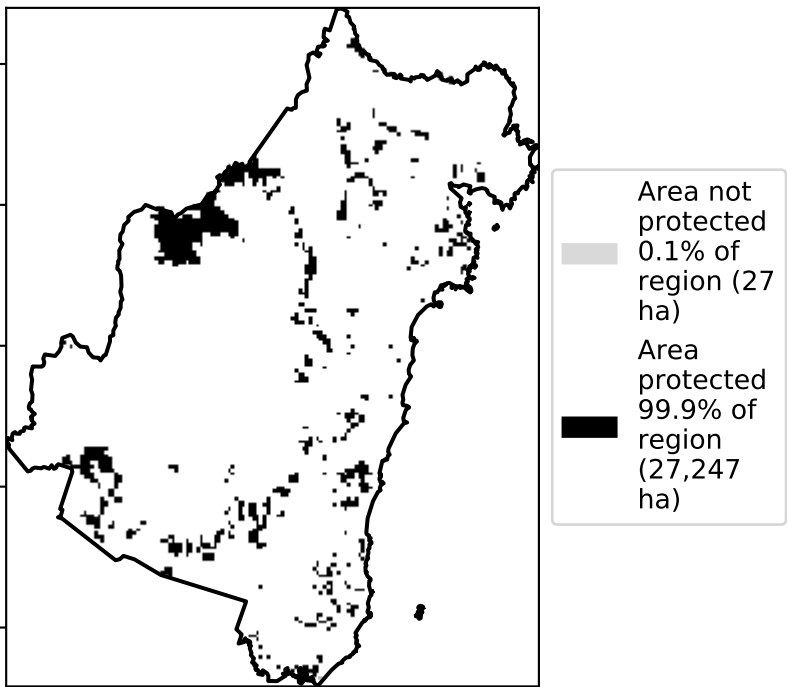 Area not
protected
0.1% of
region (27
ha)
Area
protected
99.9% of
region
(27,247
ha)